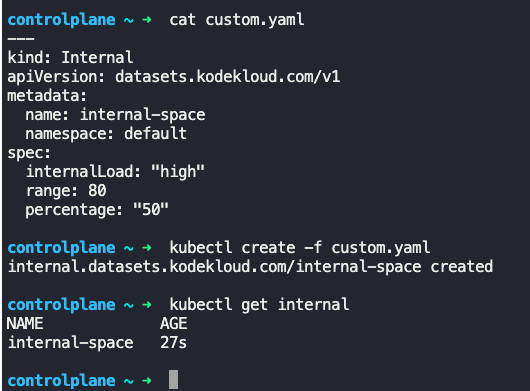 controlplane ~ ➜  cat custom.yaml
---
kind: Internal
apiVersion: datasets.kodekloud.com/v1
metadata:
  name: internal-space
  namespace: default
spec:
  internalLoad: "high"
  range: 80
  percentage: "50"
controlplane ~ ➜  kubectl create -f custom.yaml
internal.datasets.kodekloud.com/internal-space created
controlplane ~ ➜  kubectl get internal
NAME             AGE
internal-space   27s
controlplane ~ ➜